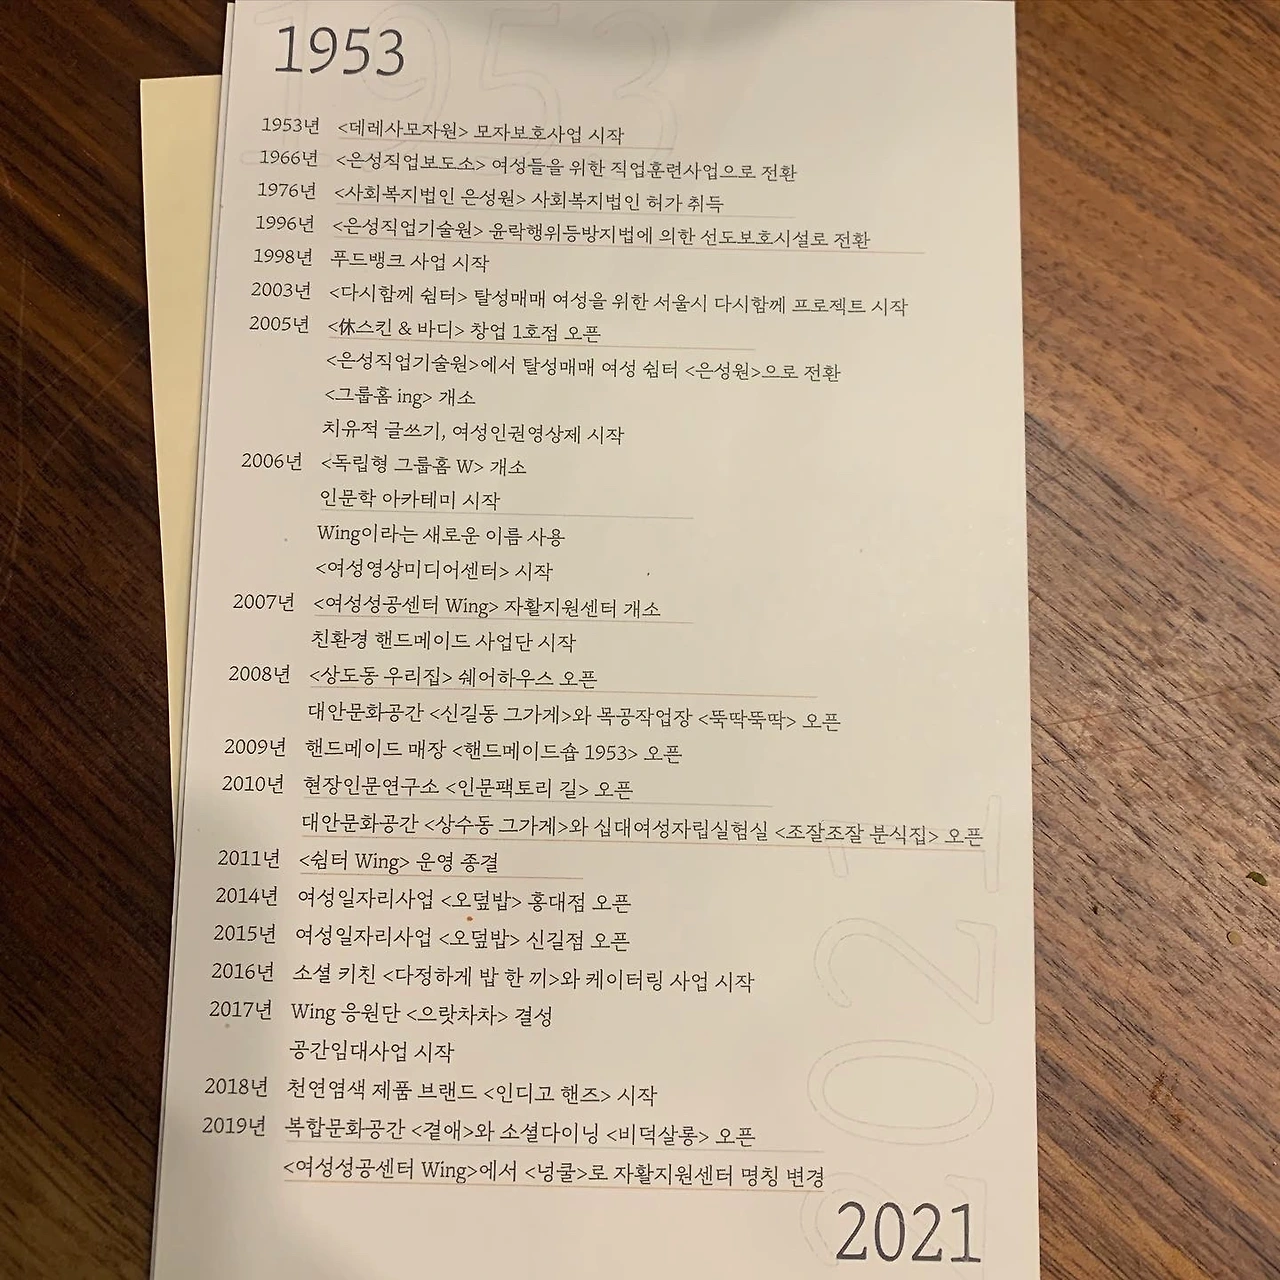 1953
1953년 <데레사모자원> 모자보호사업 시작
1966년 <은성직업보도소> 여성들을 위한 직업훈련사업으로 전환
1976년 <사회복지법인 은성원> 사회복지법인 허가 취득
1996년 <은성직업기술원> 윤락행위등방지법에 의한 선도보호시설로 전환
1998년 푸드뱅크 사업 시작
2003년 <다시함께 쉼터> 탈성매매 여성을 위한 서울시 다시함께 프로젝트 시작
2005년 <休스킨 & 바디> 창업 1호점 오픈
<은성직업기술원>에서 탈성매매 여성 쉼터 <은성원>으로 전환
<그룹홈 ing> 개소
치유적 글쓰기, 여성인권영상제 시작
2006년 <독립형 그룹홈 W> 개소
인문학 아카테미 시작
Wing이라는 새로운 이름 사용
<여성영상미디어센터> 시작
2007년 <여성성공센터 Wing> 자활지원센터 개소
친환경 핸드메이드 사업단 시작
2008년 <상도동 우리집> 쉐어하우스 오픈
대안문화공간 <신길동 그가게>와 목공작업장 <뚝딱뚝딱> 오픈
2009년 핸드메이드 매장 <핸드메이드숍 1953> 오픈
2010년 현장인문연구소 <인문팩토리 길> 오픈
대안문화공간 <상수동 그가게>와 십대여성자립실험실 <조잘조잘 분식집> 오픈
2011년 <쉼터 Wing> 운영 종결
2014년 여성일자리사업 <오덮밥> 홍대점 오픈
2015년 여성일자리사업 <오덮밥> 신길점 오픈
2016년 소셜 키친 <다정하게 밥 한 끼>와 케이터링 사업 시작
2017년 Wing 응원단 <으랏차차> 결성
공간임대사업 시작
2018년 천연염색 제품 브랜드 <인디고 핸즈> 시작
2019년 복합문화공간 <곁애>와 소셜다이닝 <비덕살롱> 오픈
<여성성공센터 Wing>에서 <넝쿨>로 자활지원센터 명칭 변경
2021
1953
2021